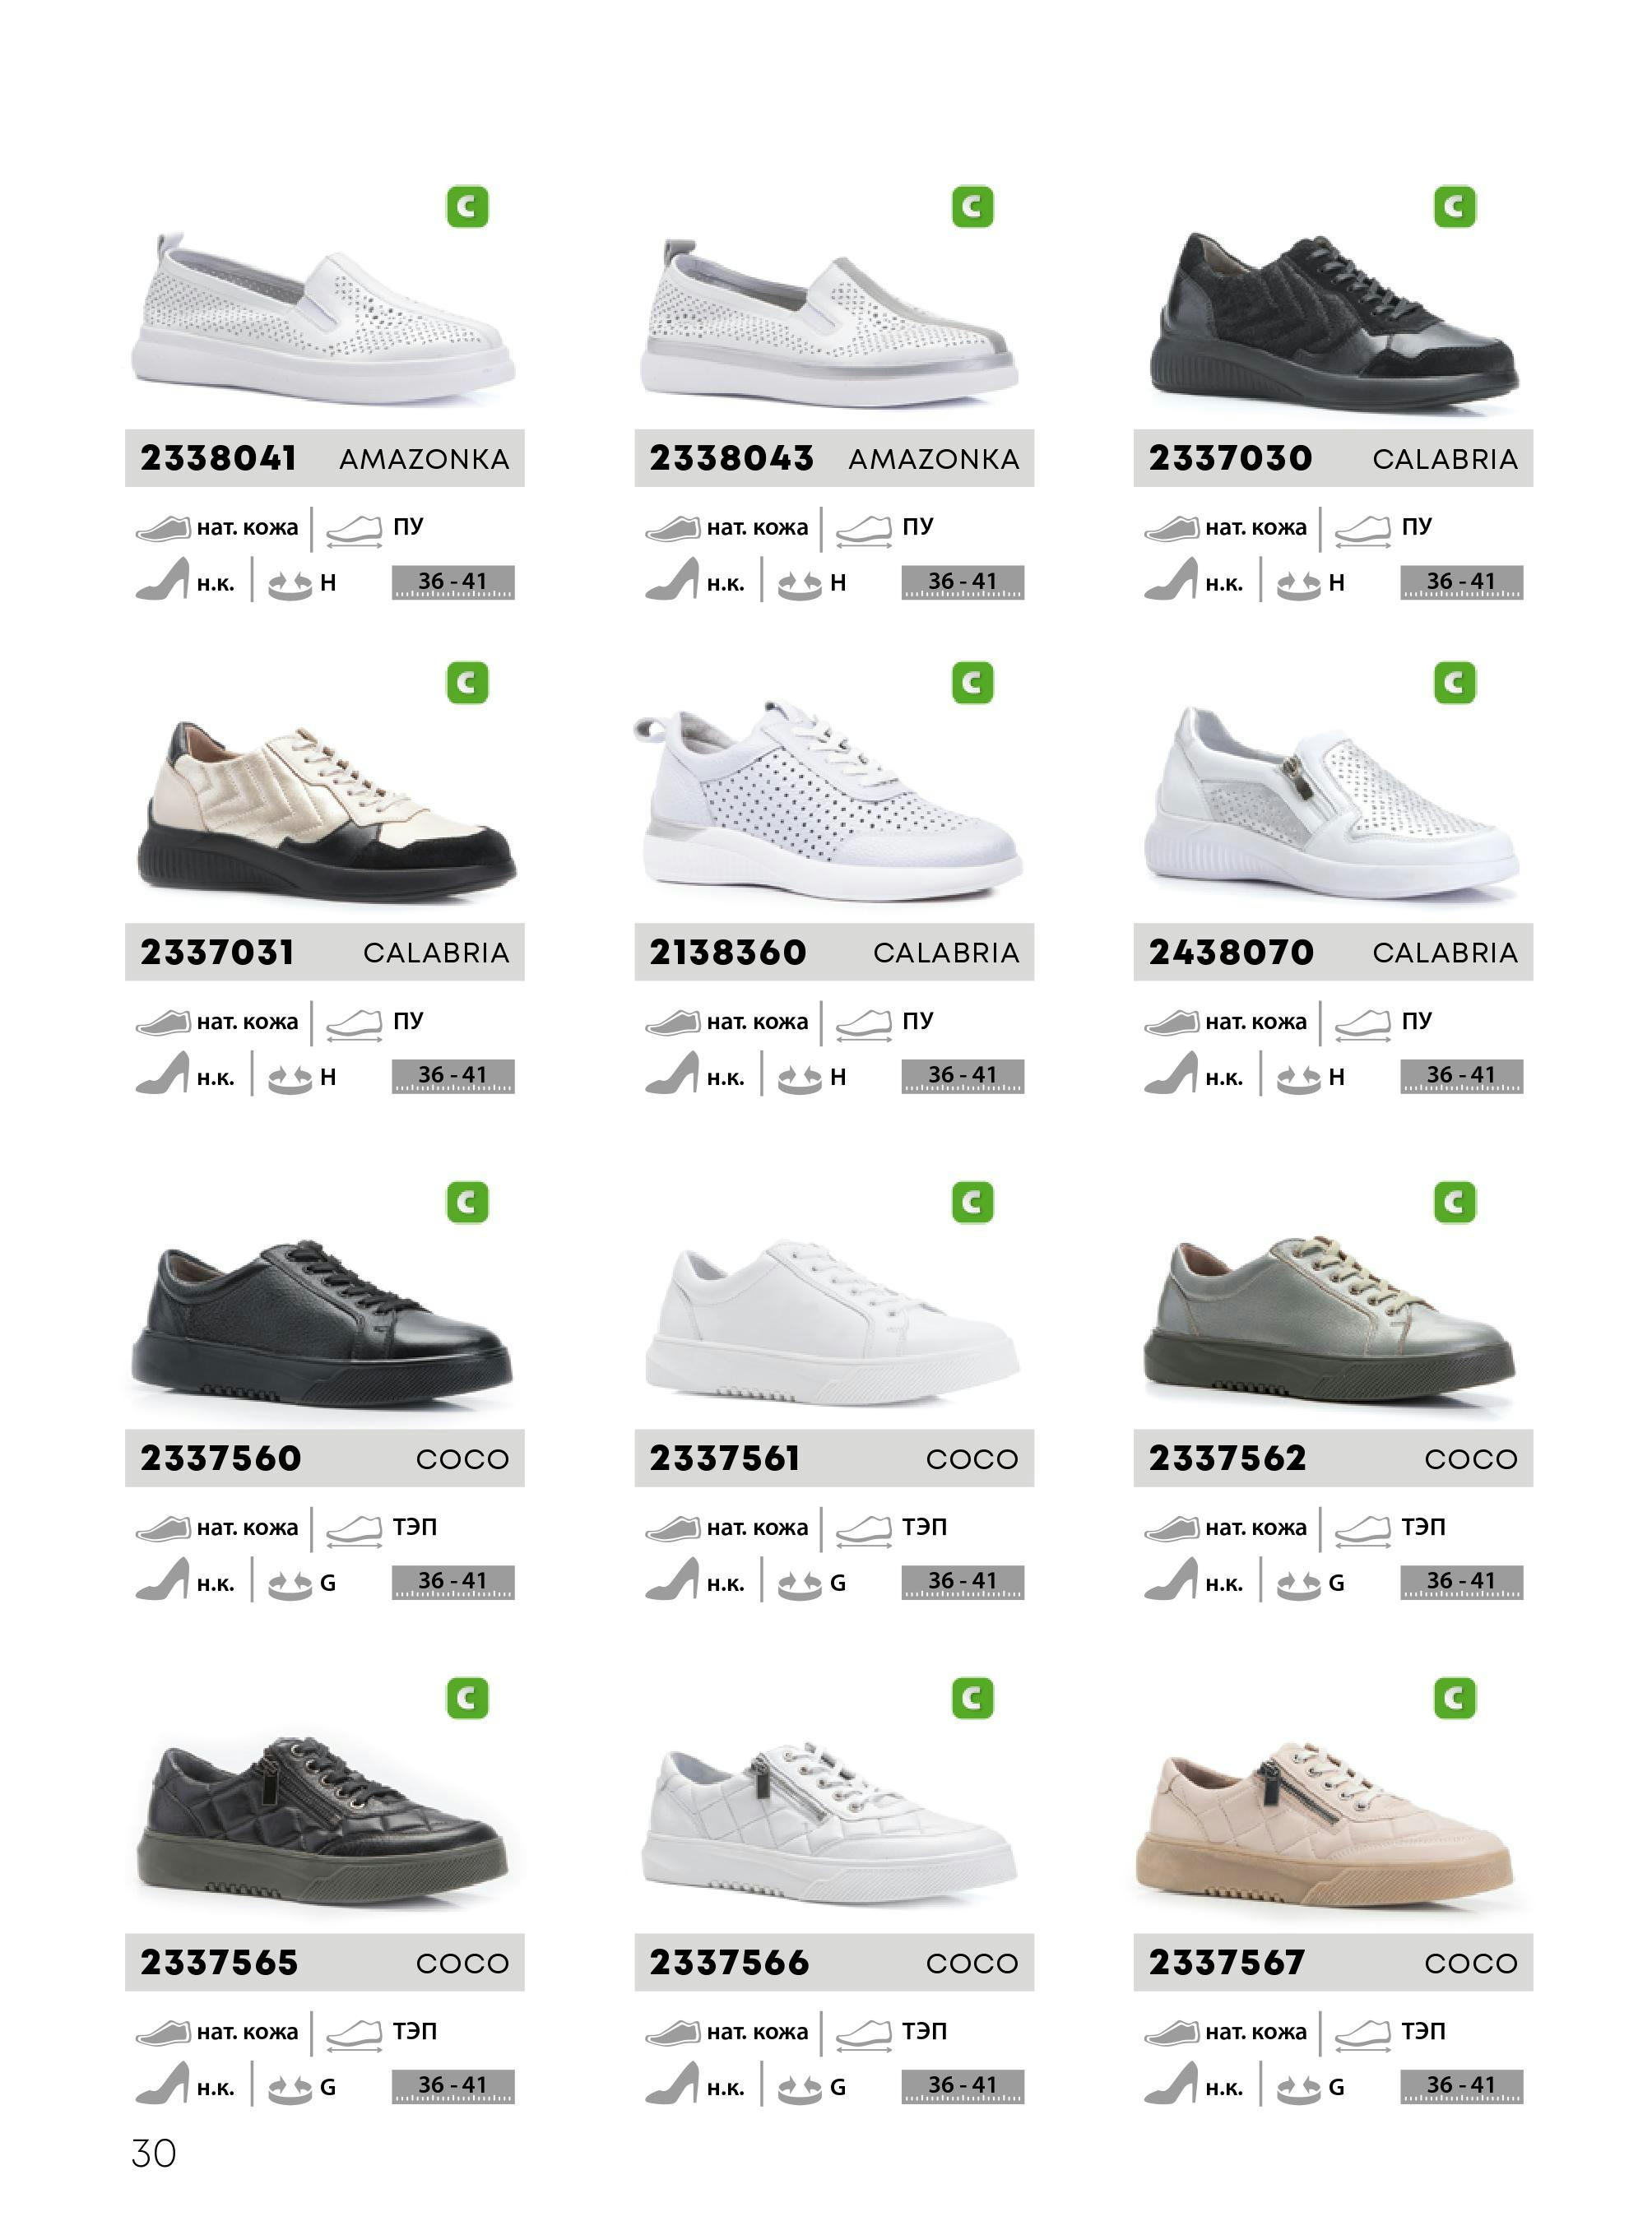 C C C
2338041 AMAZONKA 2338043 AMAZONKA 2337030 CALABRIA
нат. кожа ПУ нат. кожа ПУ нат. кожа ПУ
н.к. H 36 - 41 н.к. H 36 - 41 н.к. H 36 - 41
C C C
2337031 CALABRIA 2138360 CALABRIA 2438070 CALABRIA
нат. кожа ПУ нат. кожа ПУ нат. кожа ПУ
н.к. H 36 - 41 н.к. H 36 - 41 н.к. H 36 - 41
C C C
2337560 COCO 2337561 COCO 2337562 COCO
нат. кожа ТЭП нат. кожа ТЭП нат. кожа ТЭП
н.к. G 36 - 41 н.к. G 36 - 41 н.к. G 36 - 41
C C C
2337565 COCO 2337566 COCO 2337567 COCO
нат. кожа ТЭП нат. кожа ТЭП нат. кожа ТЭП
н.к. G 36 - 41 н.к. G 36 - 41 н.к. G 36 - 41
30